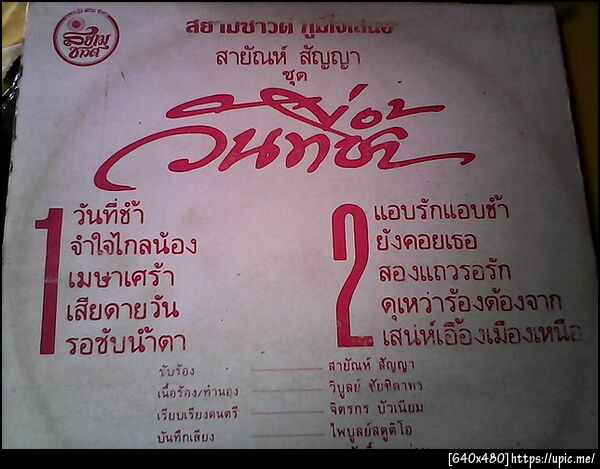 สยามซาวด์ ภูมิใจเสนอ
สยาม
ซาวด์
สายัณห์ สัญญา
ชุด
วันที่ช้ำ
1
วันที่ช้ำ
จำใจไกลน้อง
เมษาเศร้า
เสียดายวัน
รอซับน้ำตา
2
แอบรักแอบช้ำ
ยังคอยเธอ
สองแถวรอรัก
ดุเหว่าร้องต้องจาก
เสน่ห์เอื้องเมืองเหนือ
ขับร้อง สายัณห์ สัญญา
เนื้อร้อง/ทำนอง วิบูลย์
เรียบเรียงดนตรี จิตรกร บัวเนียม
บันทึกเสียง ไพบูลย์สตูดิโอ
[640x480]https://upic.me/